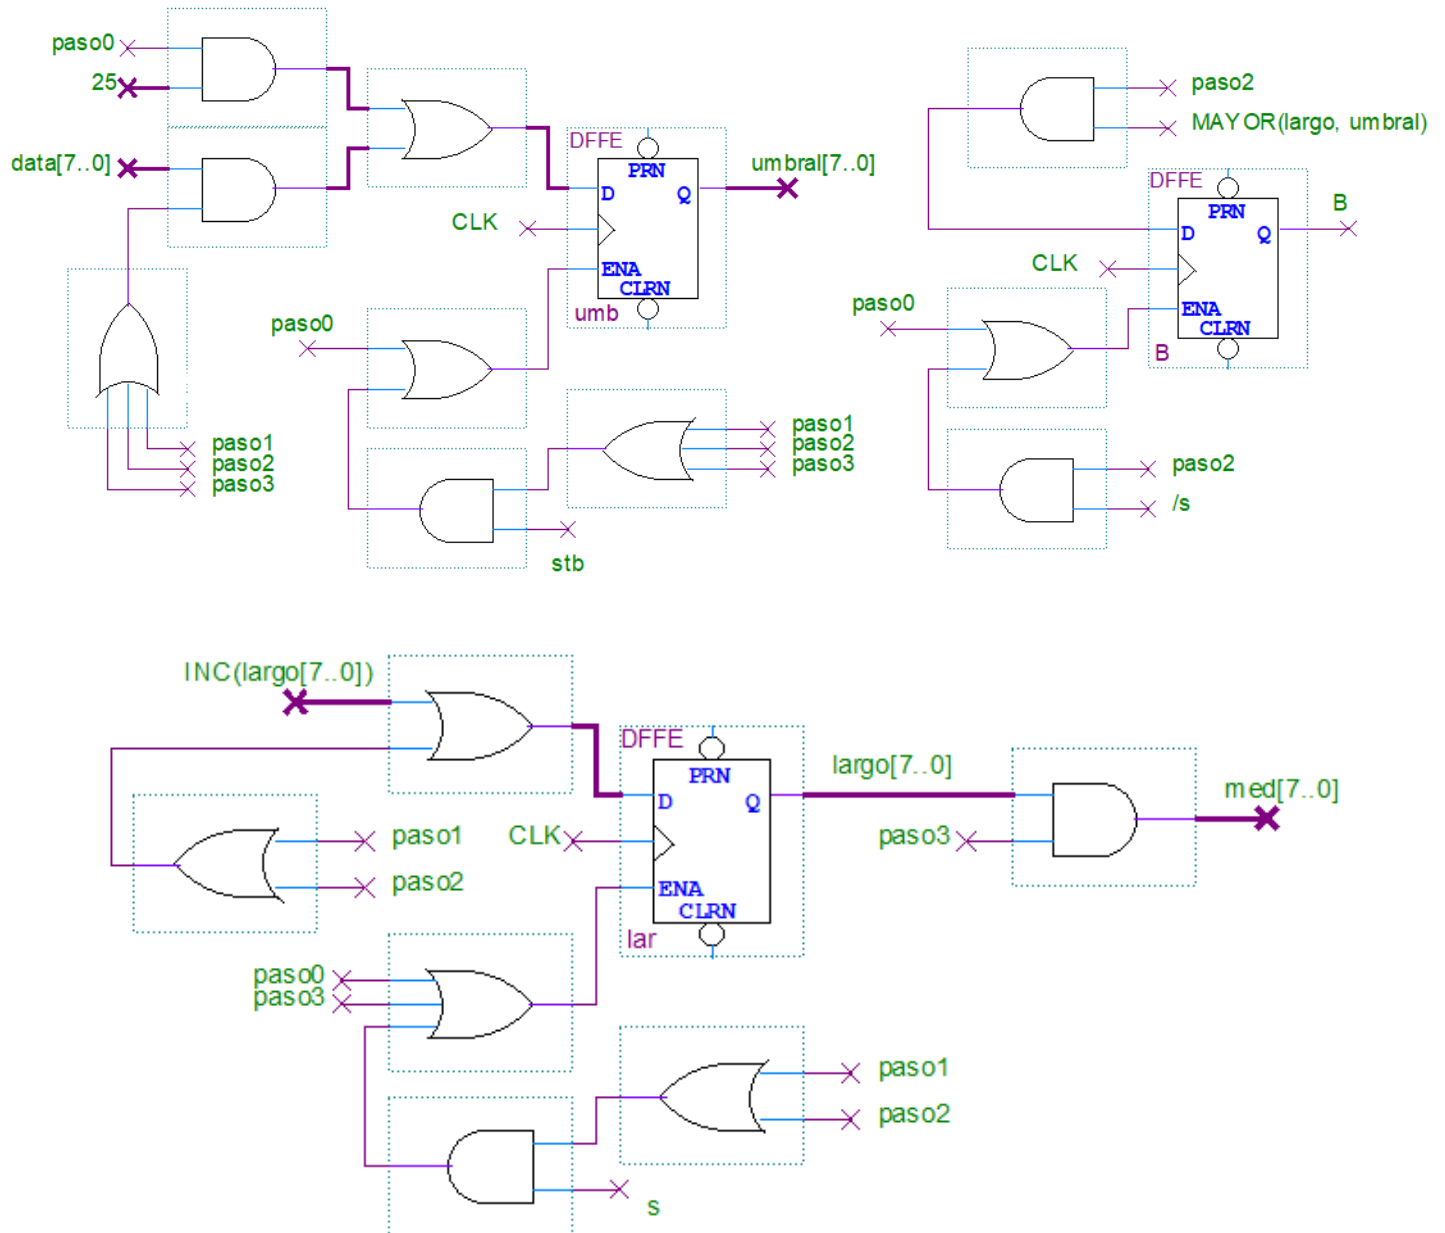 paso0
25
data[7..0]
paso1
paso2
paso3
DFFE
PRN
D
Q
CLK
ENA
CLRN
umb
umbral[7..0]
paso0
paso1
paso2
paso3
stb
paso2
MAYOR(largo, umbral)
DFFE
PRN
D
Q
B
CLK
ENA
CLRN
B
paso0
paso2
/s
INC(largo[7..0])
paso1
paso2
DFFE
PRN
D
Q
CLK
ENA
CLRN
lar
largo[7..0]
paso3
med[7..0]
paso0
paso3
paso1
paso2
s